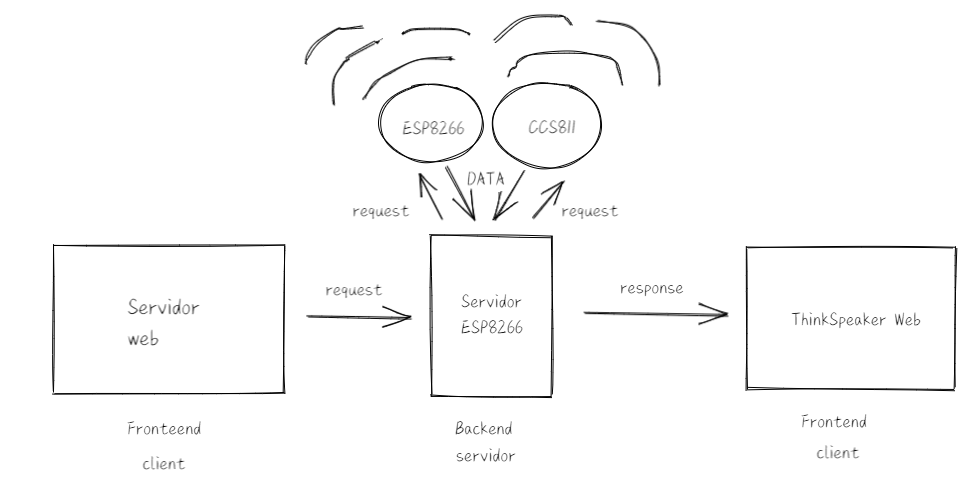 ESP8266
CCS811
DATA
request
request
Servidor
web
request
Servidor
ESP8266
response
ThinkSpeaker Web
Fronteend
client
Backend
servidor
Frontend
client